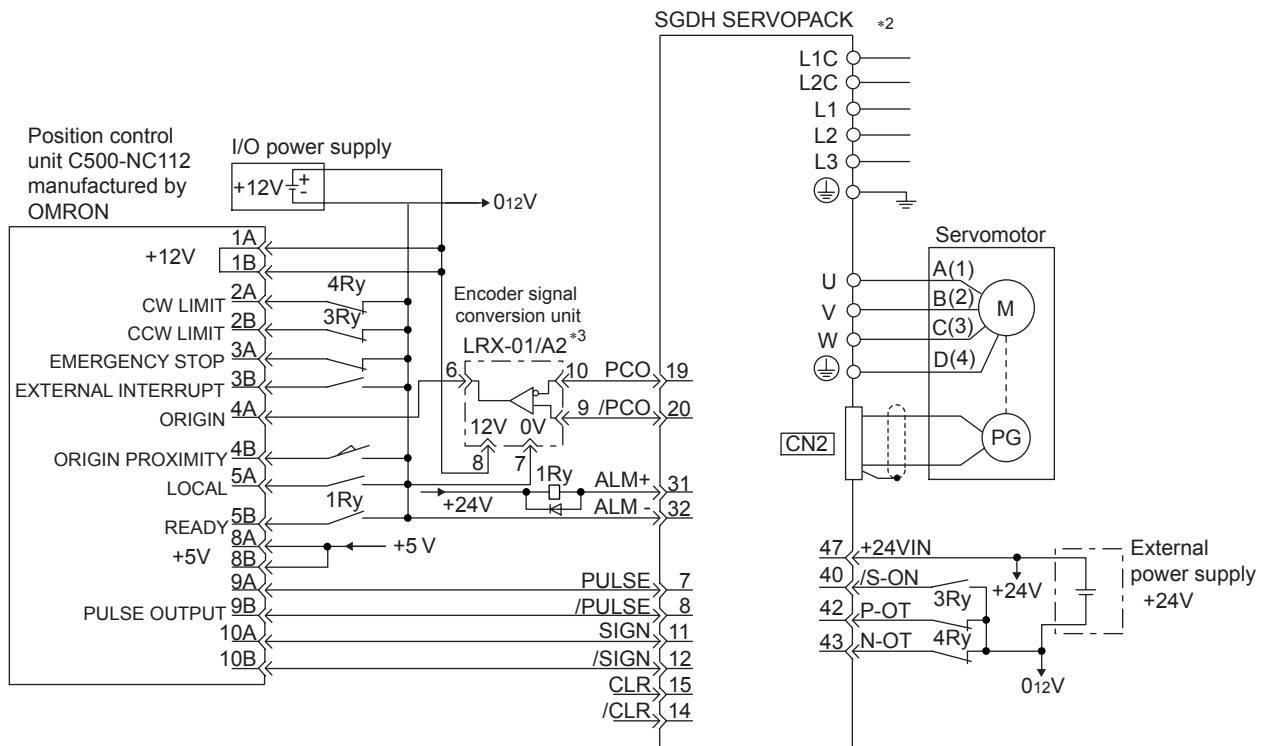 SGDH SERVOPACK *2
L1C
L2C
L1
L2
L3
Position control
unit C500-NC112
manufactured by
OMRON
I/O power supply
+12V
+
-
012V
1A
+12V
1B
2A
4Ry
CW LIMIT
2B
3Ry
CCW LIMIT
3A
EMERGENCY STOP
3B
EXTERNAL INTERRUPT
4A
ORIGIN
4B
ORIGIN PROXIMITY
5A
LOCAL
1Ry
5B
READY
8A
+5V
8B
+5 V
9A
PULSE OUTPUT
9B
10A
10B
Encoder signal
conversion unit
LRX-01/A2 *3
6
10
PCO
19
9
/PCO
20
12V
0V
8
7
1Ry
+24V
ALM+
31
ALM -
32
PULSE
7
/PULSE
8
SIGN
11
/SIGN
12
CLR
15
/CLR
14
Servomotor
U
A(1)
V
B(2)
W
C(3)
D(4)
M
CN2
PG
47
+24VIN
40
/S-ON
3Ry
+24V
42
P-OT
43
N-OT
4Ry
012V
External
power supply
+24V